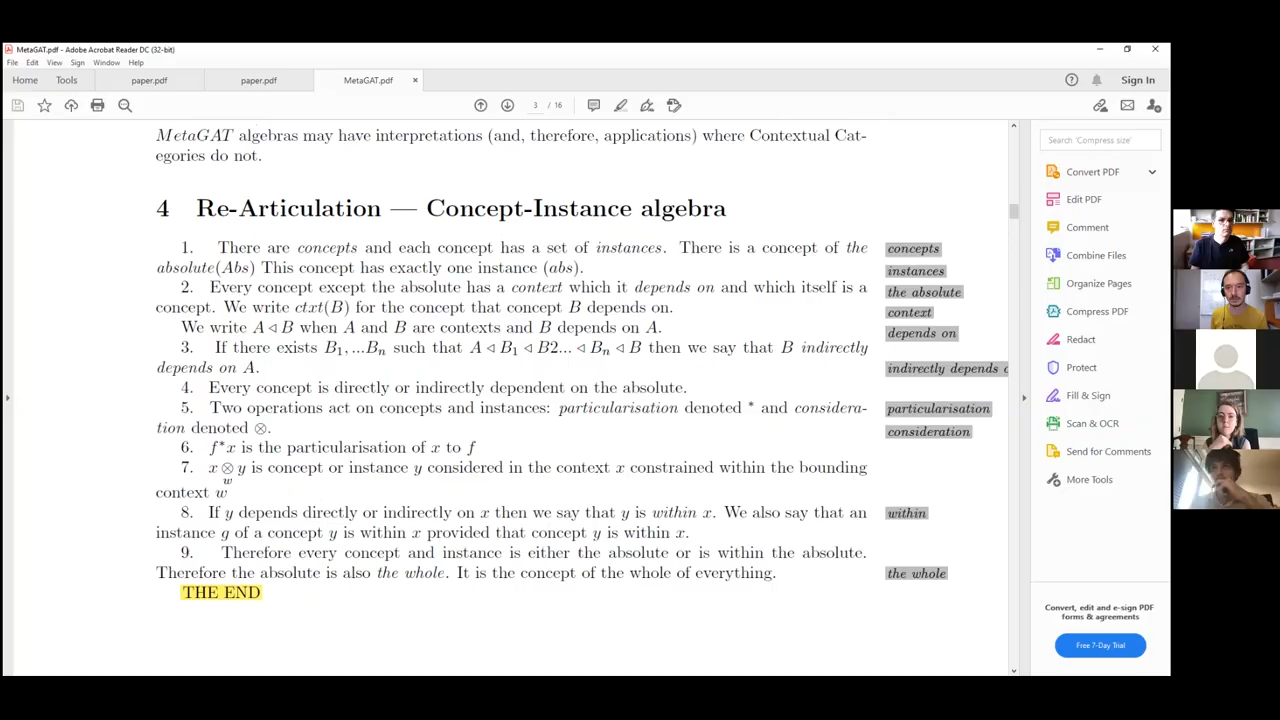 MetaGAT.pdf - Adobe Acrobat Reader DC (32-bit)
File Edit View Sign Window Help
Home Tools paper.pdf paper.pdf MetaGAT.pdf × Sign In
3 / 16
MetaGAT algebras may have interpretations (and, therefore, applications) where Contextual Cat-
egories do not.
4 Re-Articulation — Concept-Instance algebra
1. There are concepts and each concept has a set of instances. There is a concept of the
absolute(Abs) This concept has exactly one instance (abs).
2. Every concept except the absolute has a context which it depends on and which itself is a
concept. We write ctxt(B) for the concept that concept B depends on.
We write A ◁ B when A and B are contexts and B depends on A.
3. If there exists B₁, ...Bₙ such that A ◁ B₁ ◁ B2... ◁ Bₙ ◁ B then we say that B indirectly
depends on A.
4. Every concept is directly or indirectly dependent on the absolute.
5. Two operations act on concepts and instances: particularisation denoted * and considera-
tion denoted ⊗.
6. f*x is the particularisation of x to f
7. x ⊗ y is concept or instance y considered in the context x constrained within the bounding
w
context w
8. If y depends directly or indirectly on x then we say that y is within x. We also say that an
instance g of a concept y is within x provided that concept y is within x.
9. Therefore every concept and instance is either the absolute or is within the absolute.
Therefore the absolute is also the whole. It is the concept of the whole of everything.
THE END
concepts
instances
the absolute
context
depends on
indirectly depends o
particularisation
consideration
within
the whole
Search 'Compress size'
Convert PDF
Edit PDF
Comment
Combine Files
Organize Pages
Compress PDF
Redact
Protect
Fill & Sign
Scan & OCR
Send for Comments
More Tools
Convert, edit and e-sign PDF
forms & agreements
Free 7-Day Trial